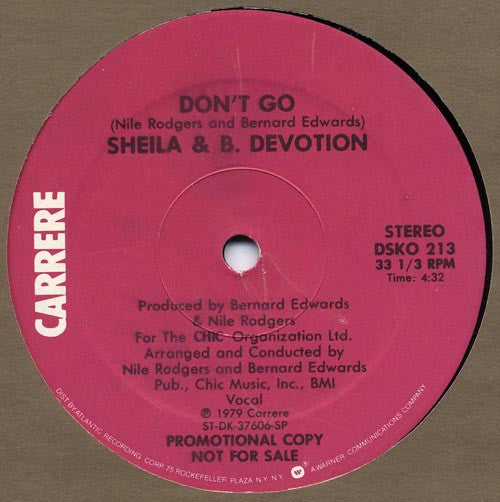 DON'T GO
(Nile Rodgers and Bernard Edwards)
SHEILA & B. DEVOTION
CARRERE
STEREO
DSKO 213
33 1/3 RPM
Time: 4:32
Produced by Bernard Edwards
& Nile Rodgers
For The CHIC Organization Ltd.
Arranged and Conducted by
Nile Rodgers and Bernard Edwards
Pub., Chic Music, Inc., BMI
Vocal
℗ 1979 Carrere
ST-DK-37606-SP
PROMOTIONAL COPY
NOT FOR SALE
DIST BY ATLANTIC RECORDING CORP. 75 ROCKEFELLER PLAZA N.Y. N.Y. W A WARNER COMMUNICATIONS COMPANY